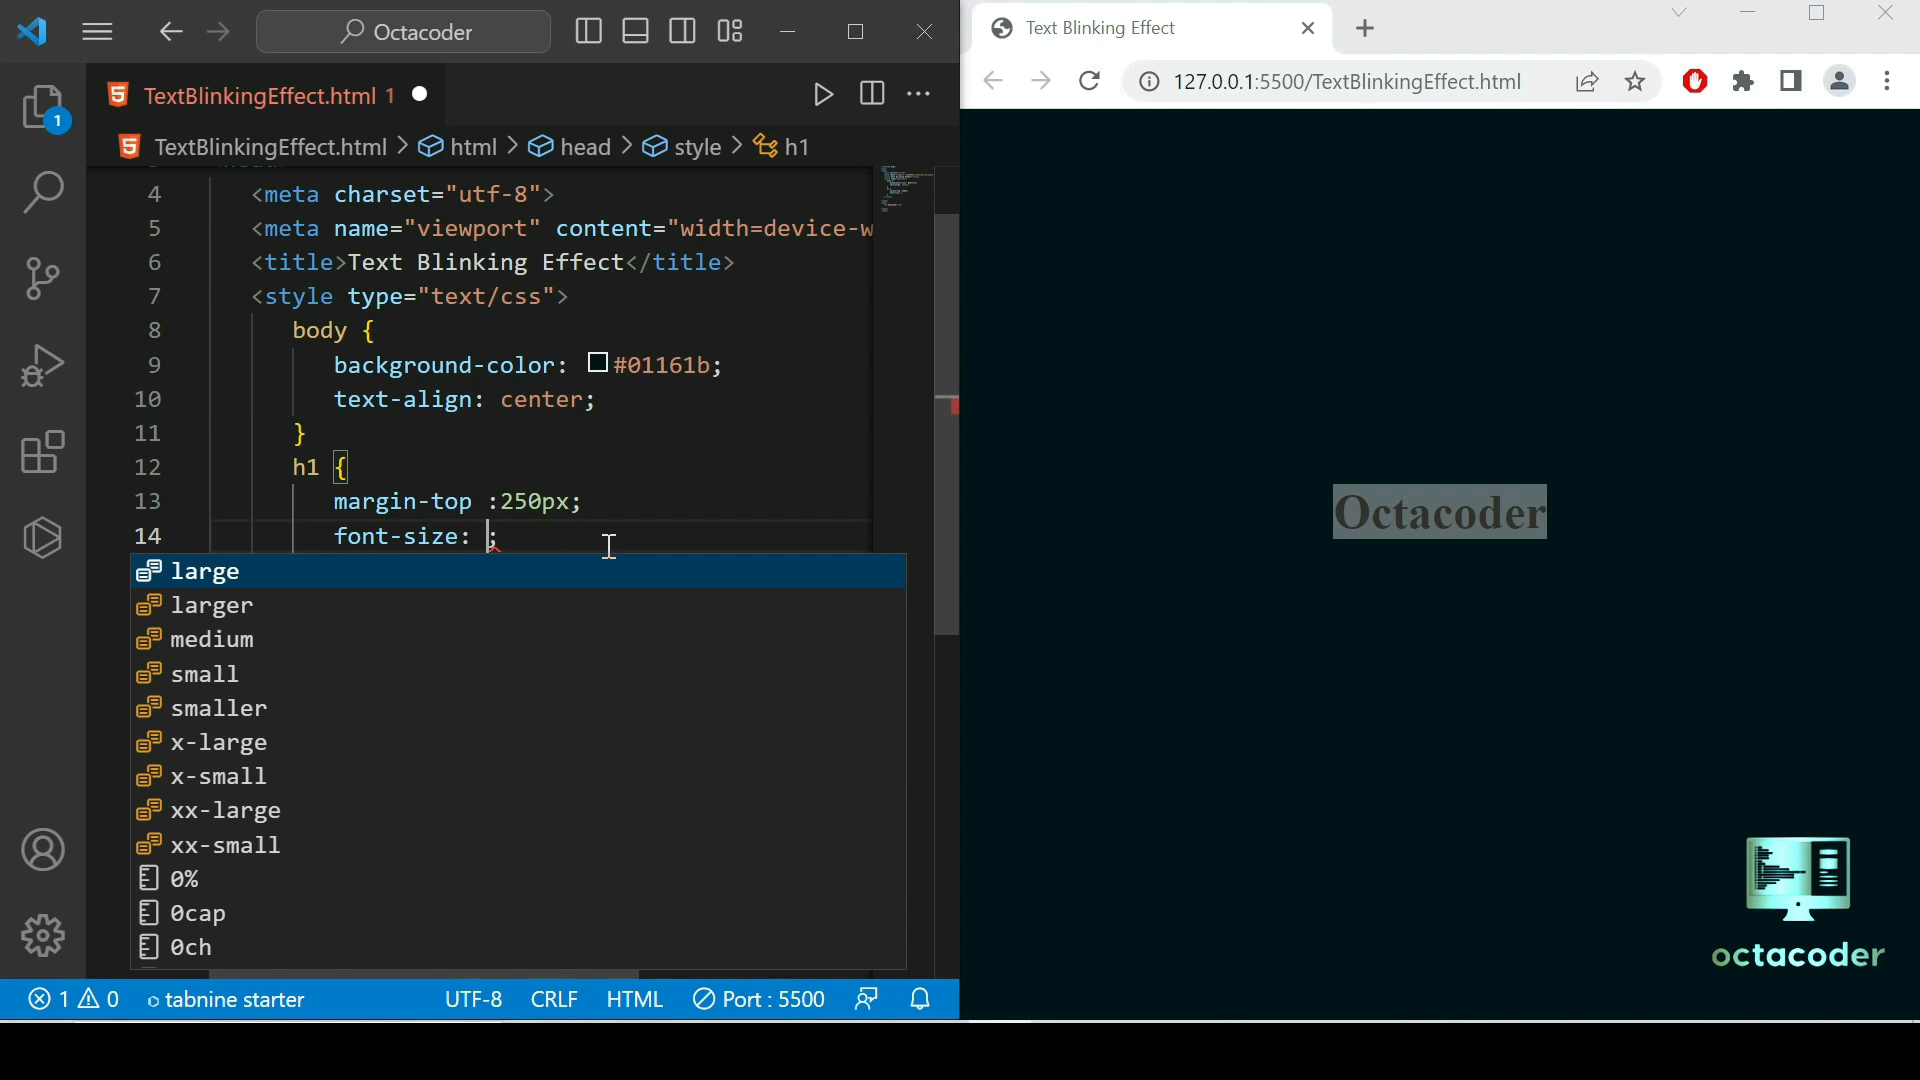 Octacoder
TextBlinkingEffect.html 1
TextBlinkingEffect.html > html > head > style > h1
1
4 <meta charset="utf-8">
5 <meta name="viewport" content="width=device-w
6 <title>Text Blinking Effect</title>
7 <style type="text/css">
8 body {
9 background-color: #01161b;
10 text-align: center;
11 }
12 h1 {
13 margin-top :250px;
14 font-size: ;
large
larger
medium
small
smaller
x-large
x-small
xx-large
xx-small
0%
0cap
0ch
1 0 tabnine starter UTF-8 CRLF HTML Port : 5500
Text Blinking Effect
127.0.0.1:5500/TextBlinkingEffect.html
Octacoder
octacoder